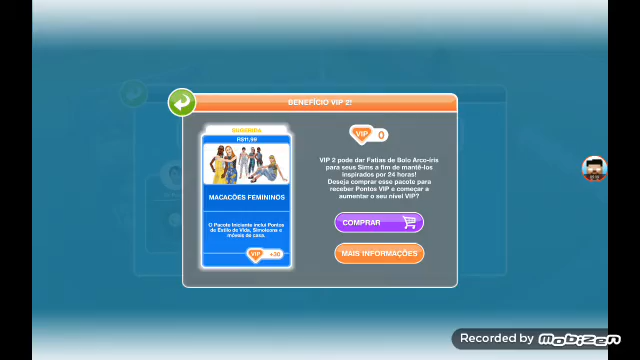 BENEFÍCIO VIP 2!
SUGERIDA
R$11,99
MACACÕES FEMININOS
O Pacote Iniciante inclui Pontos
de Estilo de Vida, Simoleons e
móveis de casa.
VIP +30
VIP 0
VIP 2 pode dar Fatias de Bolo Arco-íris
para seus Sims a fim de mantê-los
inspirados por 24 horas!
Deseja comprar esse pacote para
receber Pontos VIP e começar a
aumentar o seu nível VIP?
COMPRAR
MAIS INFORMAÇÕES
Recorded by MOBIZEN